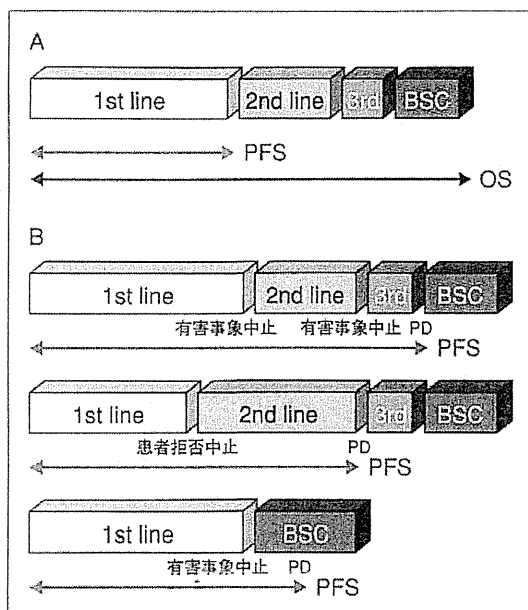 A
1st line 2nd line 3rd BSC
PFS
OS
B
1st line 2nd line 3rd BSC
有害事象中止 有害事象中止 PD
PFS
1st line 2nd line 3rd BSC
患者拒否中止 PD
PFS
1st line BSC
有害事象中止 PD
PFS